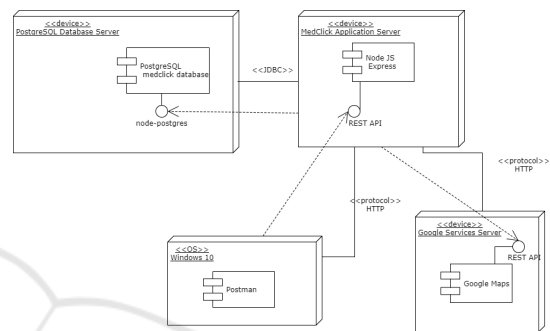 <<device>>
PostgreSQL Database Server
PostgreSQL
medclick database
node-postgres
<<JDBC>>
<<device>>
MedClick Application Server
Node JS
Express
REST API
<<protocol>>
HTTP
<<protocol>>
HTTP
<<OS>>
Windows 10
Postman
<<device>>
Google Services Server
REST API
Google Maps